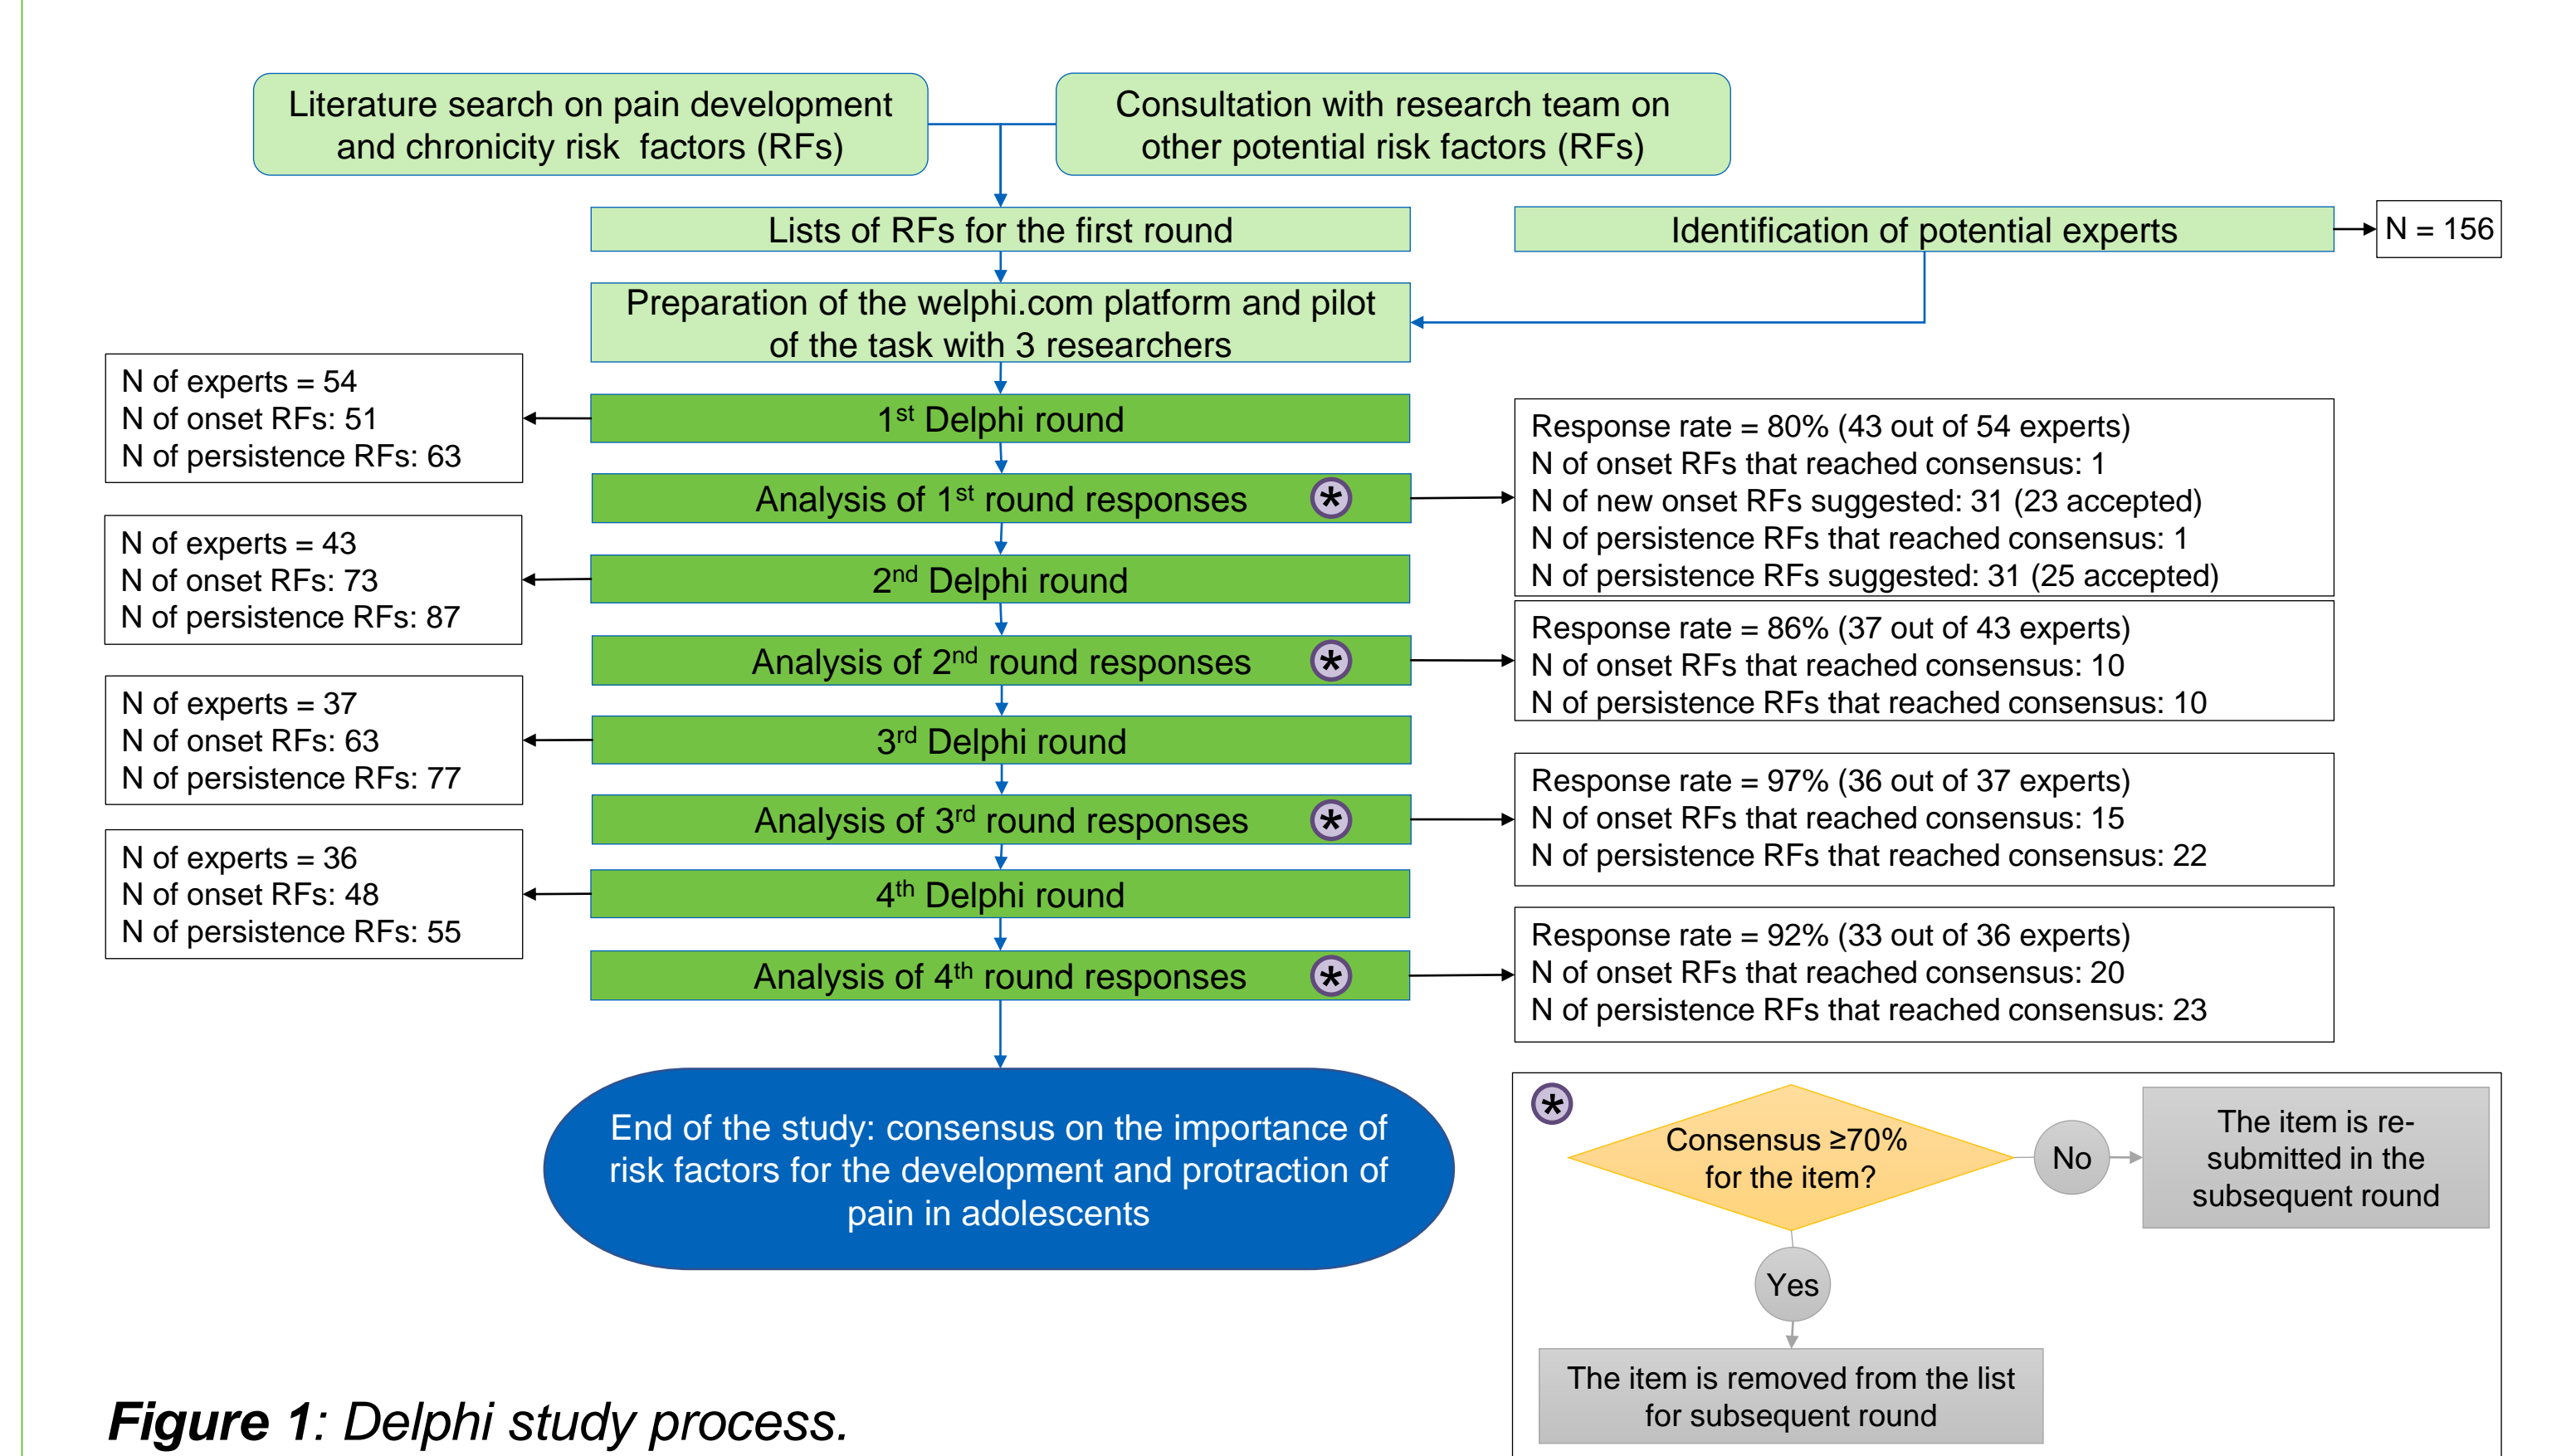 Literature search on pain development
and chronicity risk factors (RFs)
Consultation with research team on
other potential risk factors (RFs)
Lists of RFs for the first round
Identification of potential experts
N = 156
Preparation of the welphi.com platform and pilot
of the task with 3 researchers
N of experts = 54
N of onset RFs: 51
N of persistence RFs: 63
1st Delphi round
Analysis of 1st round responses *
Response rate = 80% (43 out of 54 experts)
N of onset RFs that reached consensus: 1
N of new onset RFs suggested: 31 (23 accepted)
N of persistence RFs that reached consensus: 1
N of persistence RFs suggested: 31 (25 accepted)
N of experts = 43
N of onset RFs: 73
N of persistence RFs: 87
2nd Delphi round
Analysis of 2nd round responses *
Response rate = 86% (37 out of 43 experts)
N of onset RFs that reached consensus: 10
N of persistence RFs that reached consensus: 10
N of experts = 37
N of onset RFs: 63
N of persistence RFs: 77
3rd Delphi round
Analysis of 3rd round responses *
Response rate = 97% (36 out of 37 experts)
N of onset RFs that reached consensus: 15
N of persistence RFs that reached consensus: 22
N of experts = 36
N of onset RFs: 48
N of persistence RFs: 55
4th Delphi round
Analysis of 4th round responses *
Response rate = 92% (33 out of 36 experts)
N of onset RFs that reached consensus: 20
N of persistence RFs that reached consensus: 23
End of the study: consensus on the importance of
risk factors for the development and protraction of
pain in adolescents
*
Consensus ≥70%
for the item?
No
The item is re-
submitted in the
subsequent round
Yes
The item is removed from the list
for subsequent round
Figure 1: Delphi study process.